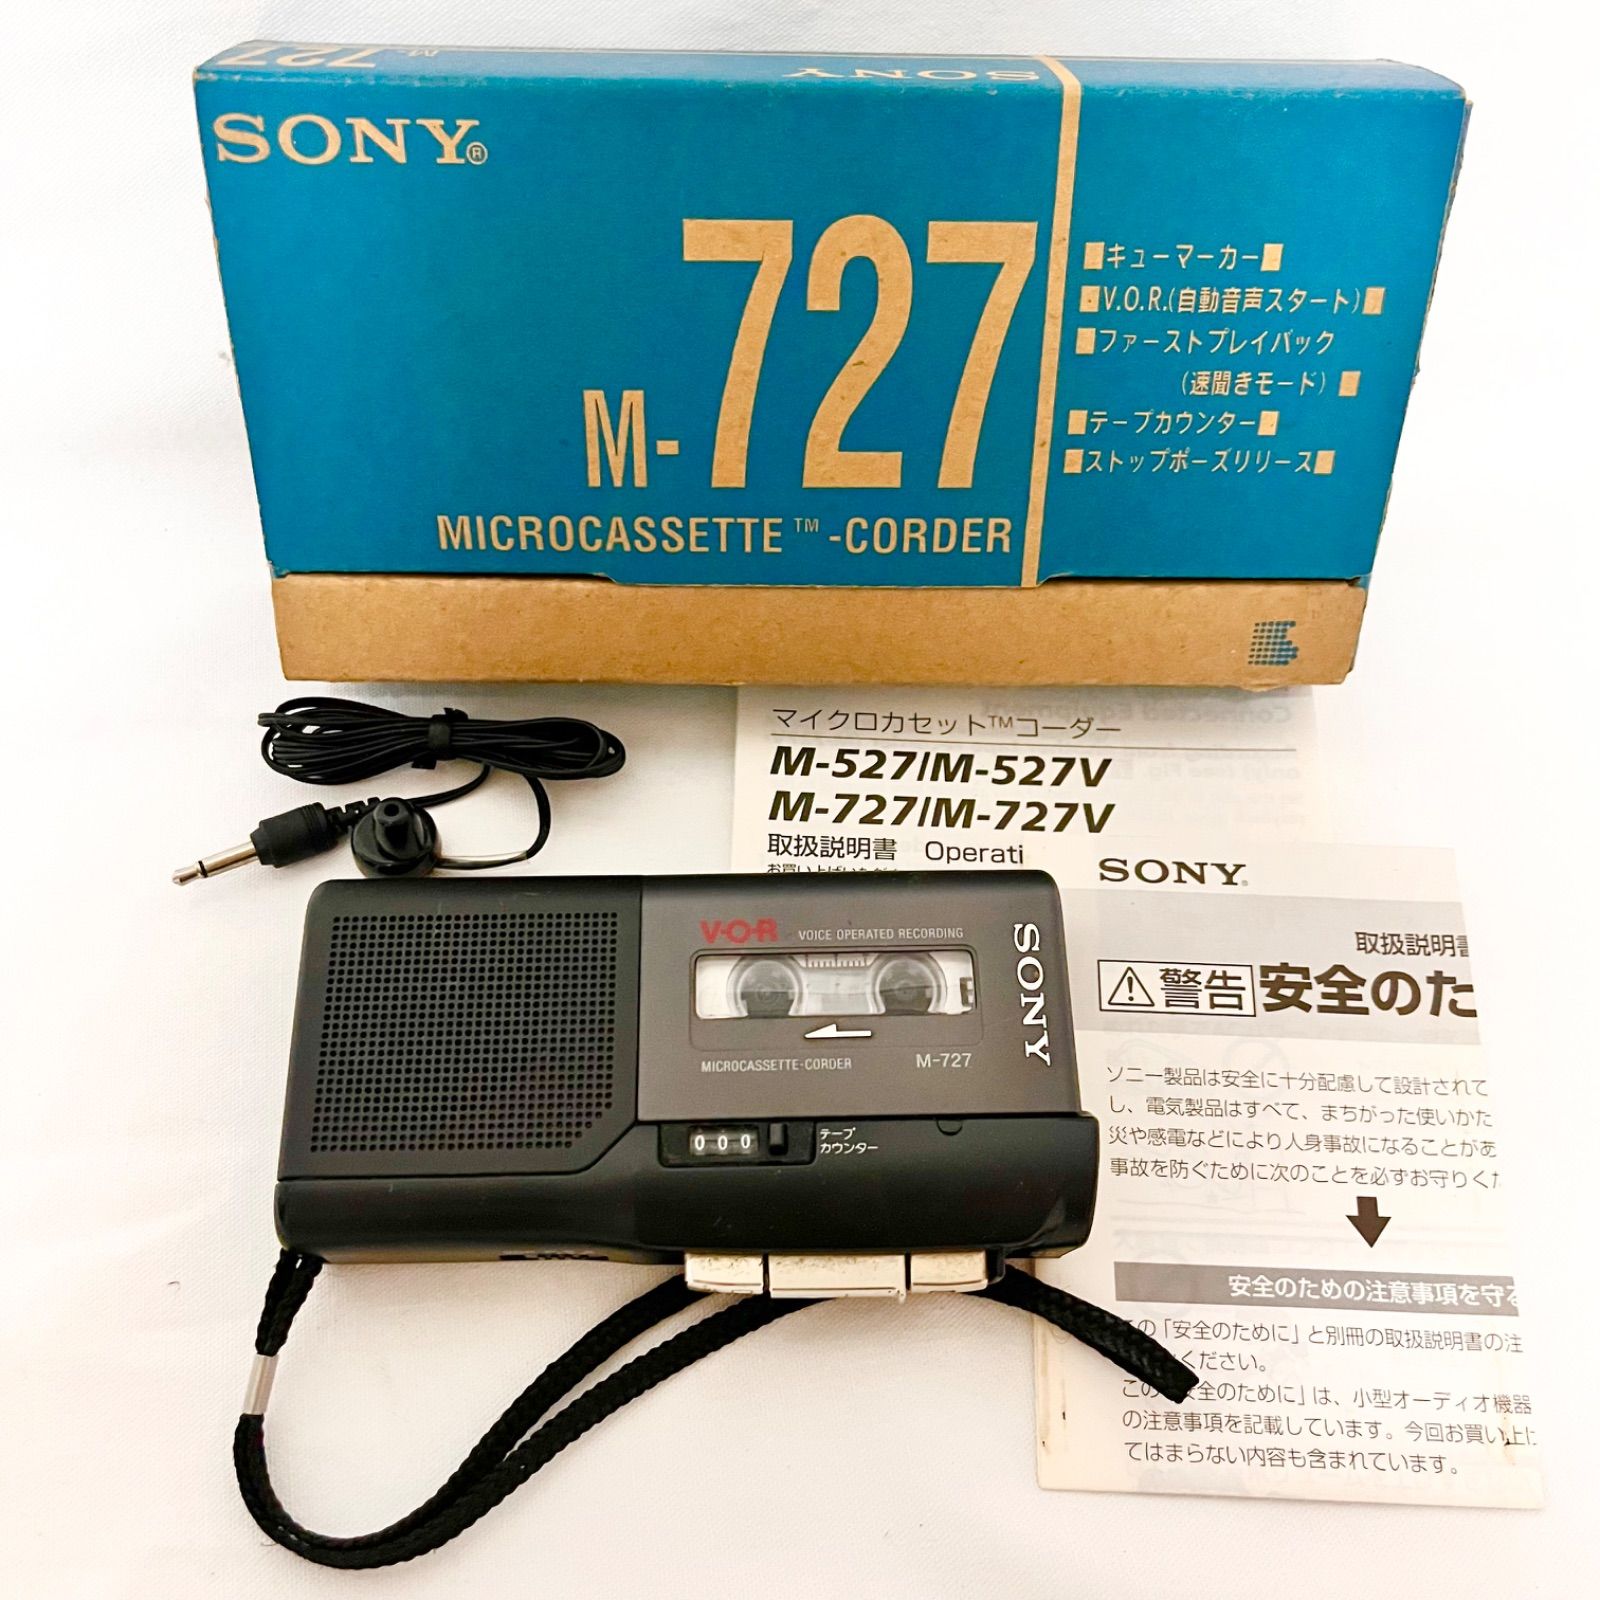 M-727
SONY
SONY®
M-727
MICROCASSETTE™-CORDER
■キューマーカー■
■V.O.R.(自動音声スタート)■
■ファーストプレイバック
(速聞きモード)■
■テープカウンター■
■ストップポーズリリース■
マイクロカセット™コーダー
M-527/M-527V
M-727/M-727V
取扱説明書 Operati
V·O·R VOICE OPERATED RECORDING
SONY
MICROCASSETTE-CORDER M-727
000
テープ
カウンター
SONY®
取扱説明書
⚠警告 安全のた
ソニー製品は安全に十分配慮して設計されて
し、電気製品はすべて、まちがった使いかた
災や感電などにより人身事故になることがあ
事故を防ぐために次のことを必ずお守りくだ
安全のための注意事項を守る
この「安全のために」と別冊の取扱説明書の注
ください。
この「安全のために」は、小型オーディオ機器
の注意事項を記載しています。今回お買い上げ
てはまらない内容も含まれています。